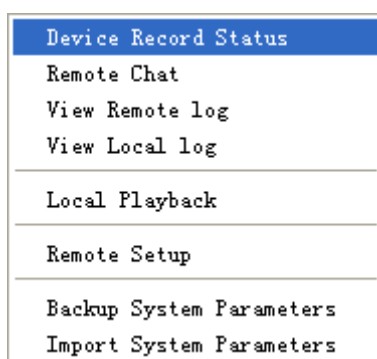 Device Record Status
Remote Chat
View Remote log
View Local log
Local Playback
Remote Setup
Backup System Parameters
Import System Parameters